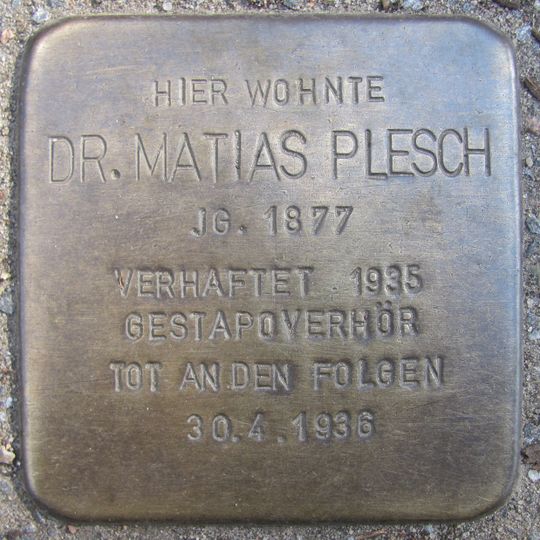 HIER WOHNTE
DR. MATIAS PLESCH
JG. 1877
VERHAFTET 1935
GESTAPOVERHÖR
TOT AN DEN FOLGEN
30.4.1936